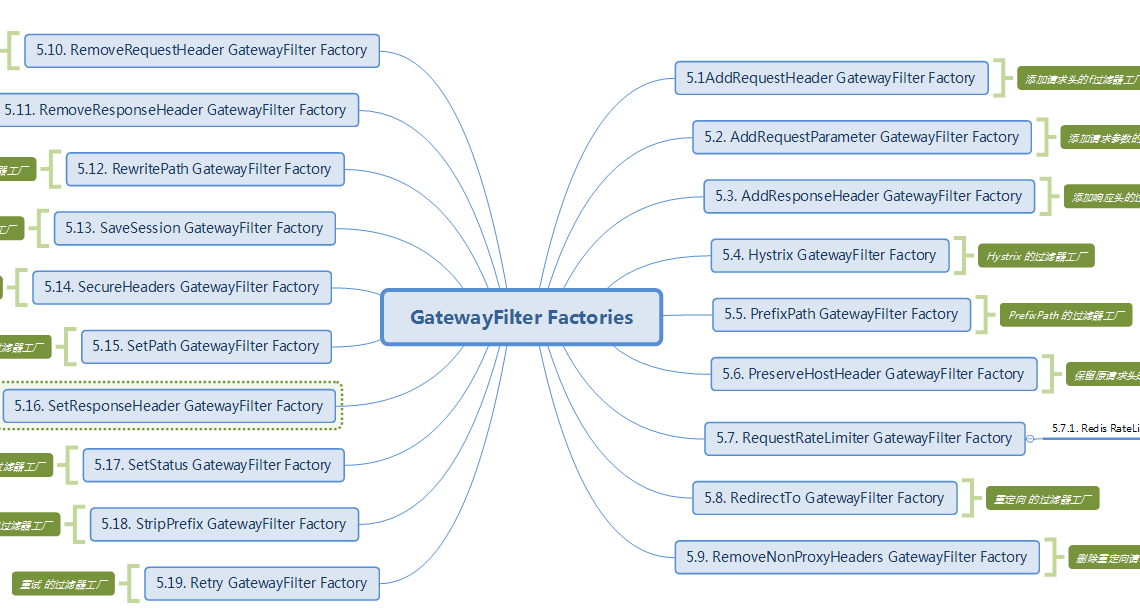 GatewayFilter Factories
5.1AddRequestHeader GatewayFilter Factory
添加请求头的f过滤器工厂
5.2. AddRequestParameter GatewayFilter Factory
添加请求参数的
5.3. AddResponseHeader GatewayFilter Factory
添加响应头的过
5.4. Hystrix GatewayFilter Factory
Hystrix 的过滤器工厂
5.5. PrefixPath GatewayFilter Factory
PrefixPath 的过滤器工厂
5.6. PreserveHostHeader GatewayFilter Factory
保留原请求头的
5.7. RequestRateLimiter GatewayFilter Factory
5.7.1. Redis RateLi
5.8. RedirectTo GatewayFilter Factory
重定向 的过滤器工厂
5.9. RemoveNonProxyHeaders GatewayFilter Factory
删除重定向请
5.10. RemoveRequestHeader GatewayFilter Factory
5.11. RemoveResponseHeader GatewayFilter Factory
5.12. RewritePath GatewayFilter Factory
器工厂
5.13. SaveSession GatewayFilter Factory
工厂
5.14. SecureHeaders GatewayFilter Factory
5.15. SetPath GatewayFilter Factory
过滤器工厂
5.16. SetResponseHeader GatewayFilter Factory
5.17. SetStatus GatewayFilter Factory
过滤器工厂
5.18. StripPrefix GatewayFilter Factory
过滤器工厂
5.19. Retry GatewayFilter Factory
重试 的过滤器工厂